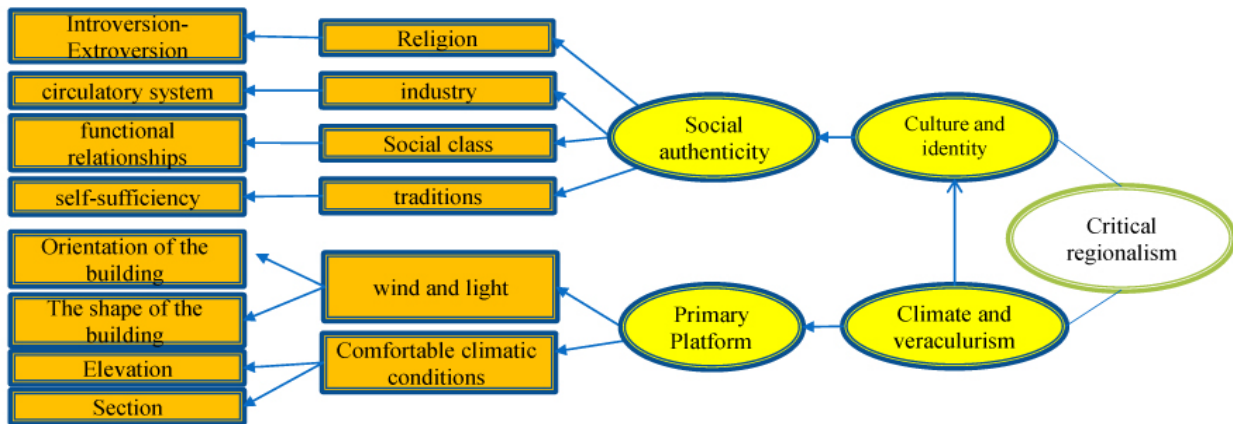 Introversion-
Extroversion
Religion
circulatory system
industry
functional
relationships
Social class
self-sufficiency
traditions
Social
authenticity
Culture and
identity
Critical
regionalism
Orientation of the
building
The shape of the
building
wind and light
Elevation
Section
Comfortable climatic
conditions
Primary
Platform
Climate and
veraculurism